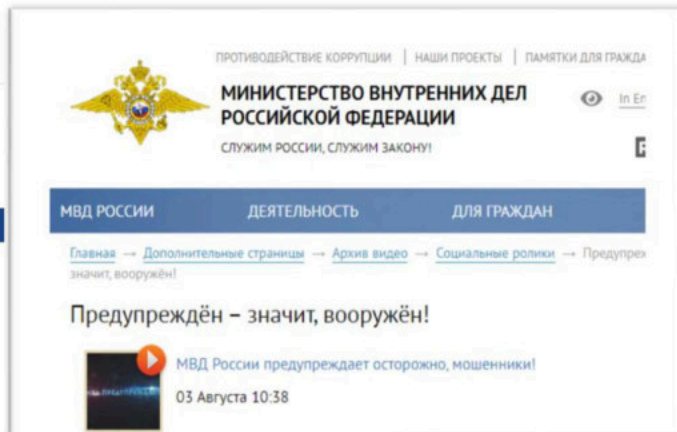 ПРОТИВОДЕЙСТВИЕ КОРРУПЦИИ | НАШИ ПРОЕКТЫ | ПАМЯТКИ ДЛЯ ГРАЖДА
МИНИСТЕРСТВО ВНУТРЕННИХ ДЕЛ
РОССИЙСКОЙ ФЕДЕРАЦИИ
In En
СЛУЖИМ РОССИИ, СЛУЖИМ ЗАКОНУ!
МВД РОССИИ ДЕЯТЕЛЬНОСТЬ ДЛЯ ГРАЖДАН
Главная → Дополнительные страницы → Архив видео → Социальные ролики → Предупреж
значит, вооружён!
Предупреждён – значит, вооружён!
МВД России предупреждает осторожно, мошенники!
03 Августа 10:38